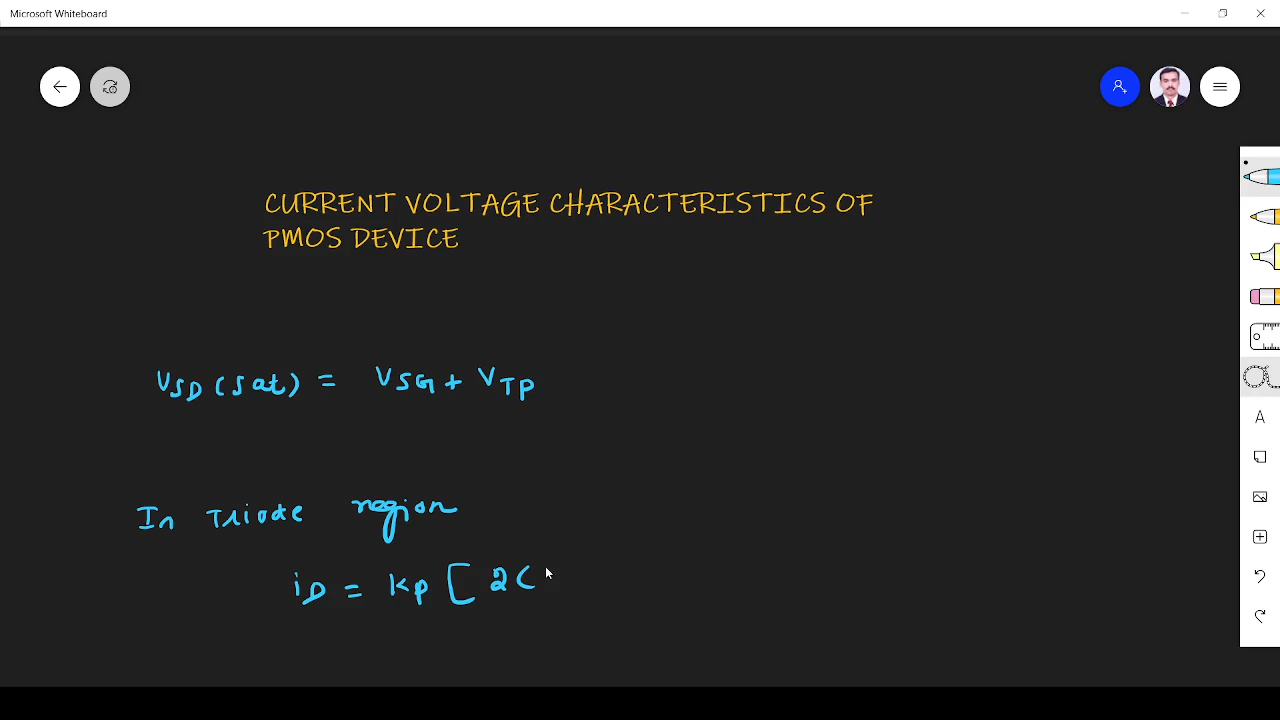 Microsoft Whiteboard
CURRENT VOLTAGE CHARACTERISTICS OF
PMOS DEVICE
VSD (sat) = VSG + VTP
In Triode region
iD = kp [ 2(
A